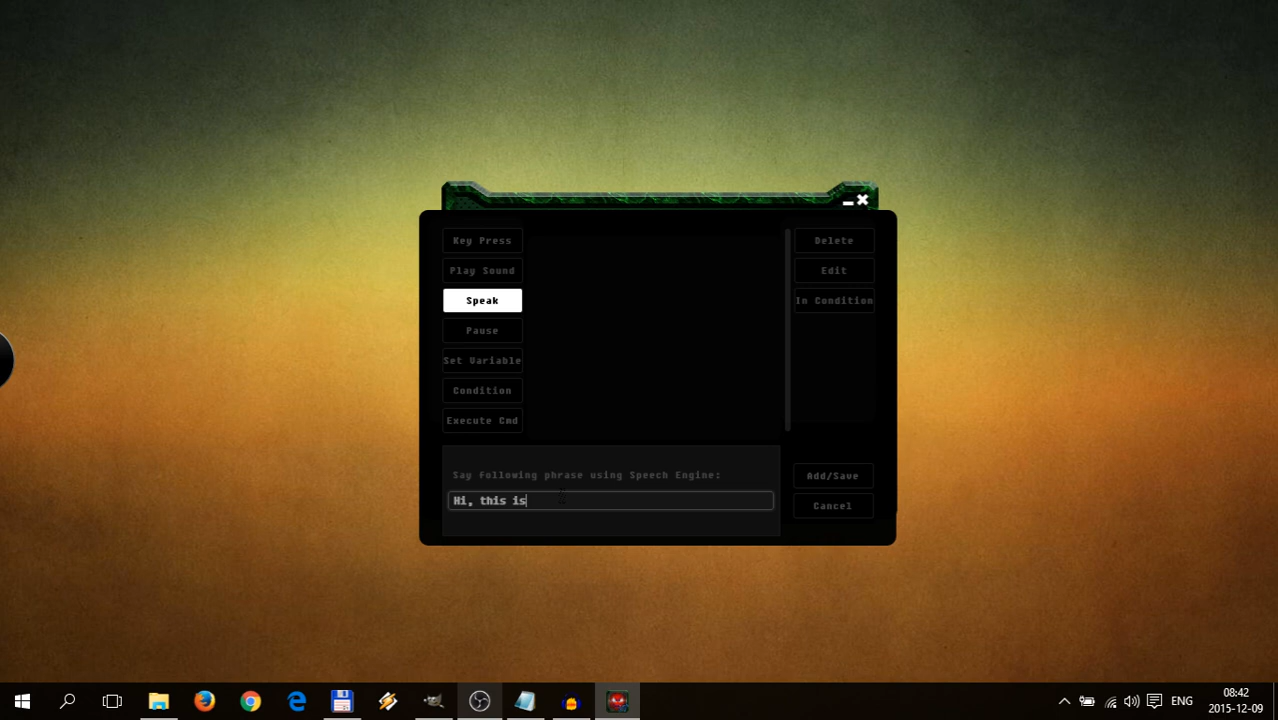 Key Press
Play Sound
Speak
Pause
Set Variable
Condition
Execute Cmd
Delete
Edit
In Condition
Say following phrase using Speech Engine:
Hi, this is
Add/Save
Cancel
ENG
08:42
2015-12-09